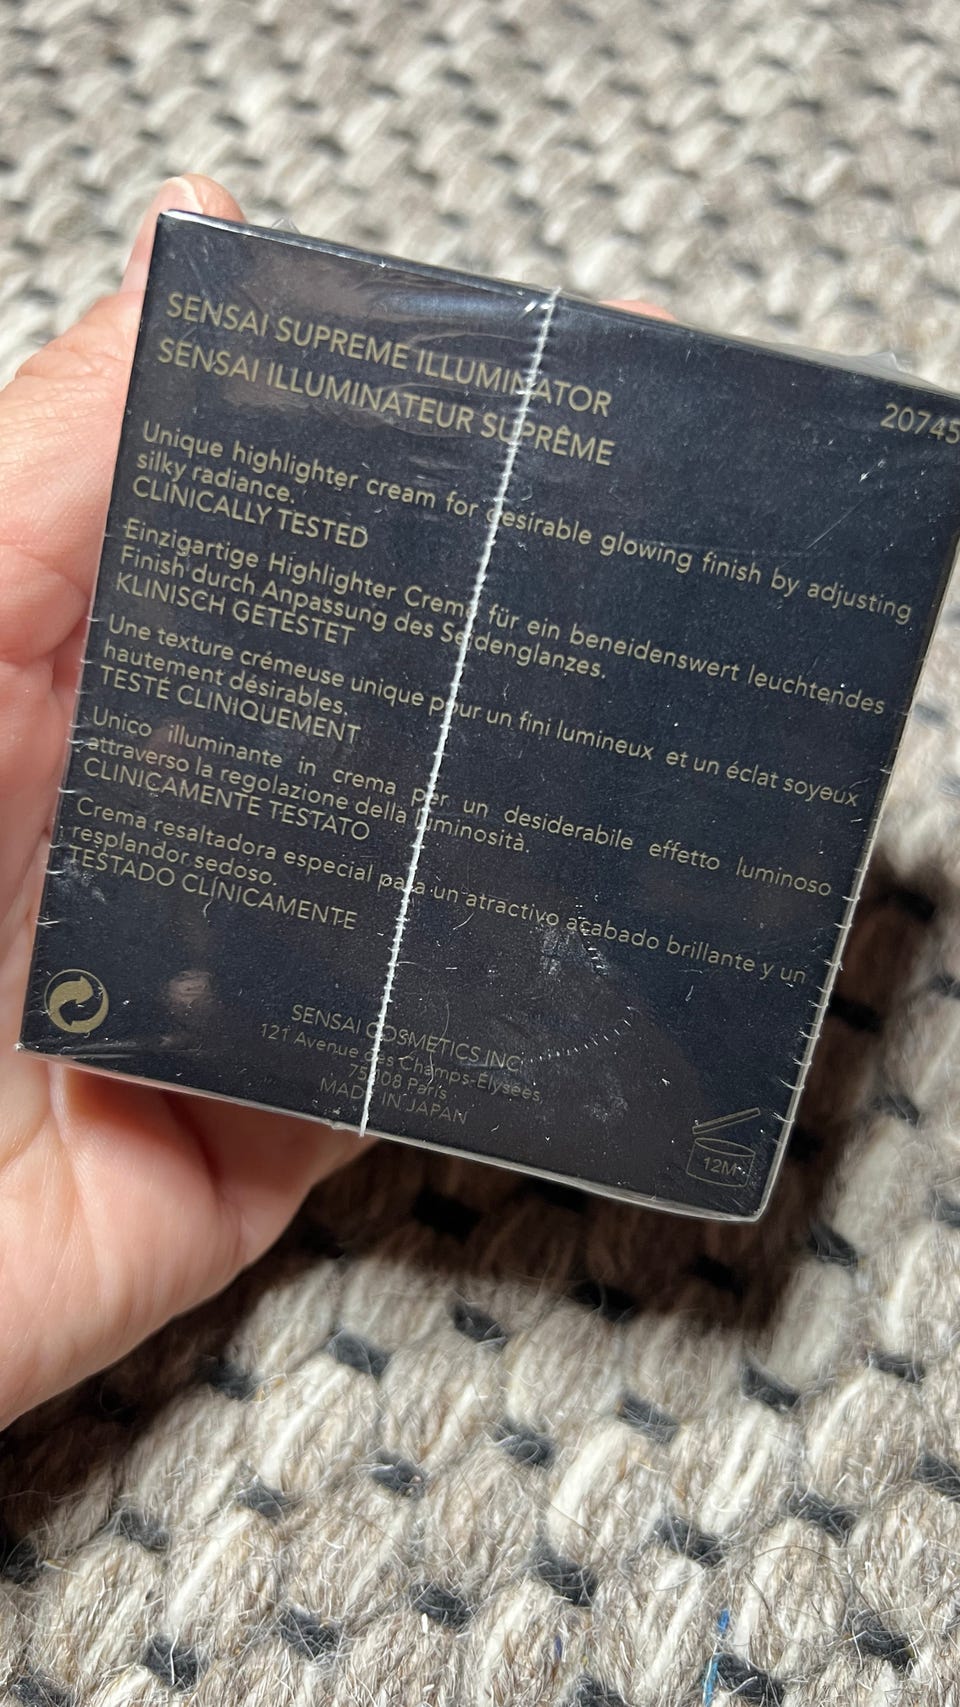 SENSAI SUPREME ILLUMINATOR
SENSAI ILLUMINATEUR SUPRÊME
20745
Unique highlighter cream for desirable glowing finish by adjusting
silky radiance.
CLINICALLY TESTED
Einzigartige Highlighter Creme für ein beneidenswert leuchtendes
Finish durch Anpassung des Seidenglanzes.
KLINISCH GETESTET
Une texture crémeuse unique pour un fini lumineux et un éclat soyeux
hautement désirables.
TESTÉ CLINIQUEMENT
Unico illuminante in crema per un desiderabile effetto luminoso
attraverso la regolazione della luminosità.
CLINICAMENTE TESTATO
Crema resaltadora especial para un atractivo acabado brillante y un
resplandor sedoso.
TESTADO CLÍNICAMENTE
SENSAI COSMETICS INC.
121 Avenue des Champs-Élysées
75008 Paris
MADE IN JAPAN
12M